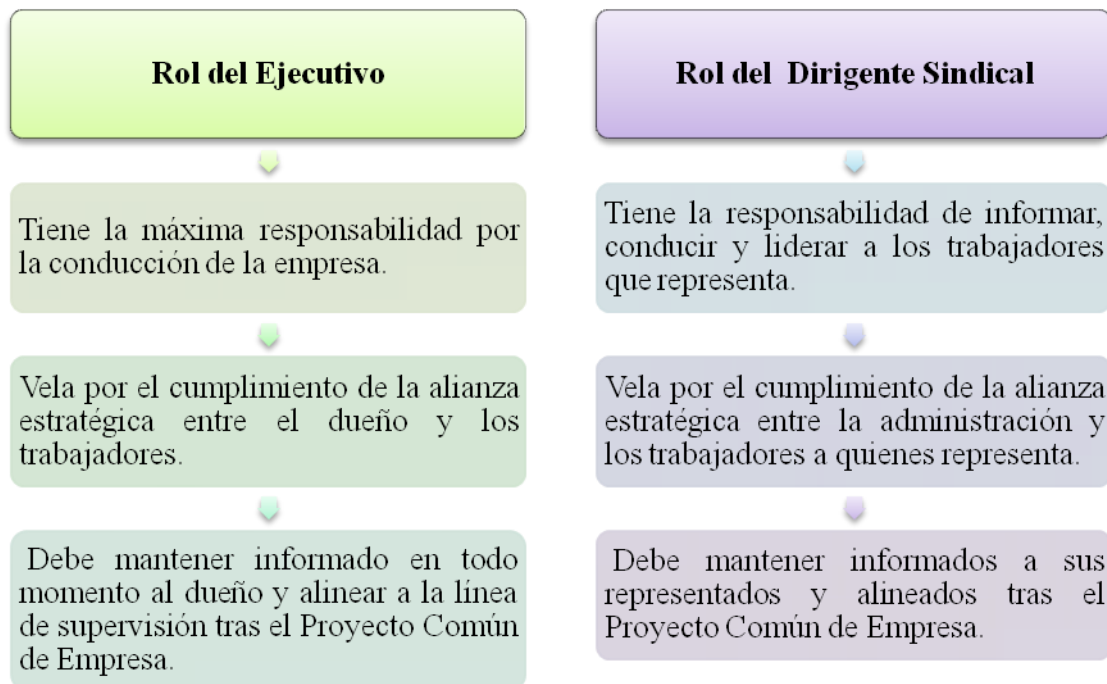 Rol del Ejecutivo
Tiene la máxima responsabilidad por
la conducción de la empresa.
Vela por el cumplimiento de la alianza
estratégica entre el dueño y los
trabajadores.
Debe mantener informado en todo
momento al dueño y alinear a la línea
de supervisión tras el Proyecto Común
de Empresa.
Rol del Dirigente Sindical
Tiene la responsabilidad de informar,
conducir y liderar a los trabajadores
que representa.
Vela por el cumplimiento de la alianza
estratégica entre la administración y
los trabajadores a quienes representa.
Debe mantener informados a sus
representados y alineados tras el
Proyecto Común de Empresa.